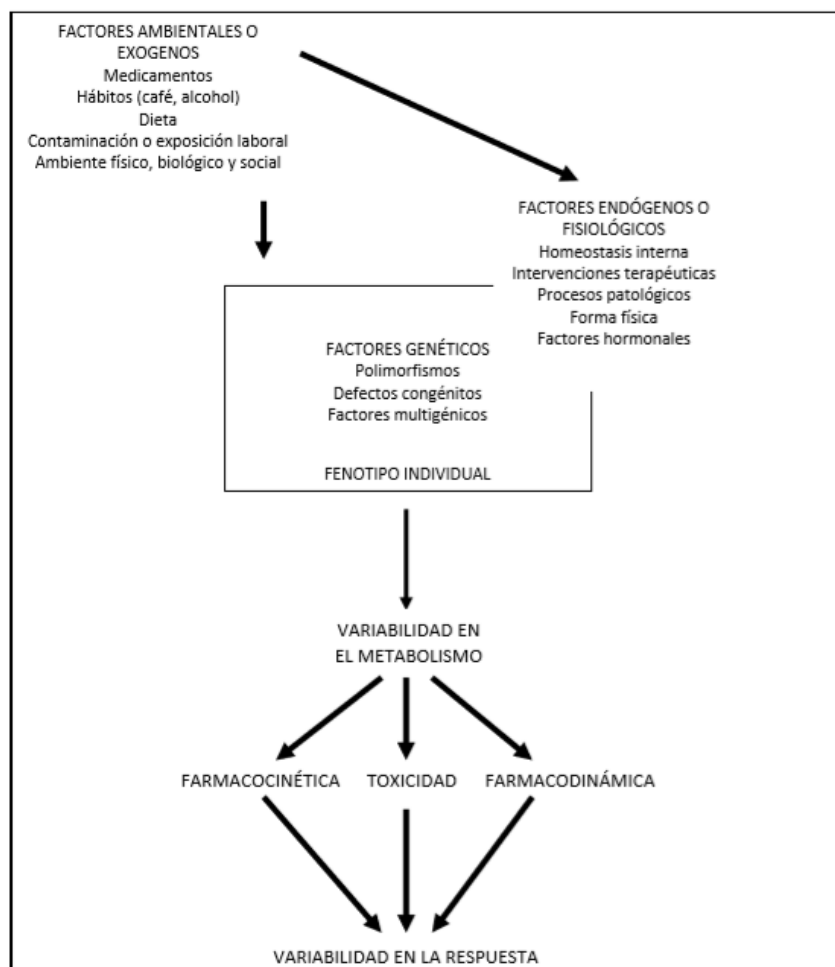 FACTORES AMBIENTALES O
EXOGENOS
Medicamentos
Hábitos (café, alcohol)
Dieta
Contaminación o exposición laboral
Ambiente físico, biológico y social
FACTORES ENDÓGENOS O
FISIOLÓGICOS
Homeostasis interna
Intervenciones terapéuticas
Procesos patológicos
Forma física
Factores hormonales
FACTORES GENÉTICOS
Polimorfismos
Defectos congénitos
Factores multigénicos
FENOTIPO INDIVIDUAL
VARIABILIDAD EN
EL METABOLISMO
FARMACOCINÉTICA TOXICIDAD FARMACODINÁMICA
VARIABILIDAD EN LA RESPUESTA